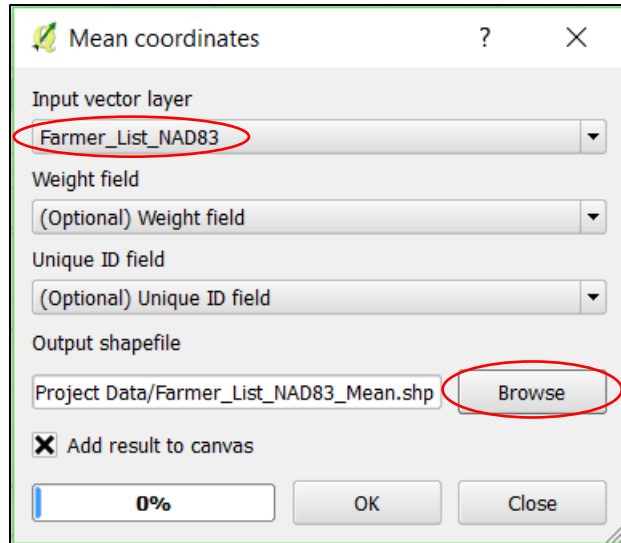 Mean coordinates ?
Input vector layer
Farmer_List_NAD83
Weight field
(Optional) Weight field
Unique ID field
(Optional) Unique ID field
Output shapefile
Project Data/Farmer_List_NAD83_Mean.shp Browse
Add result to canvas
0% OK Close